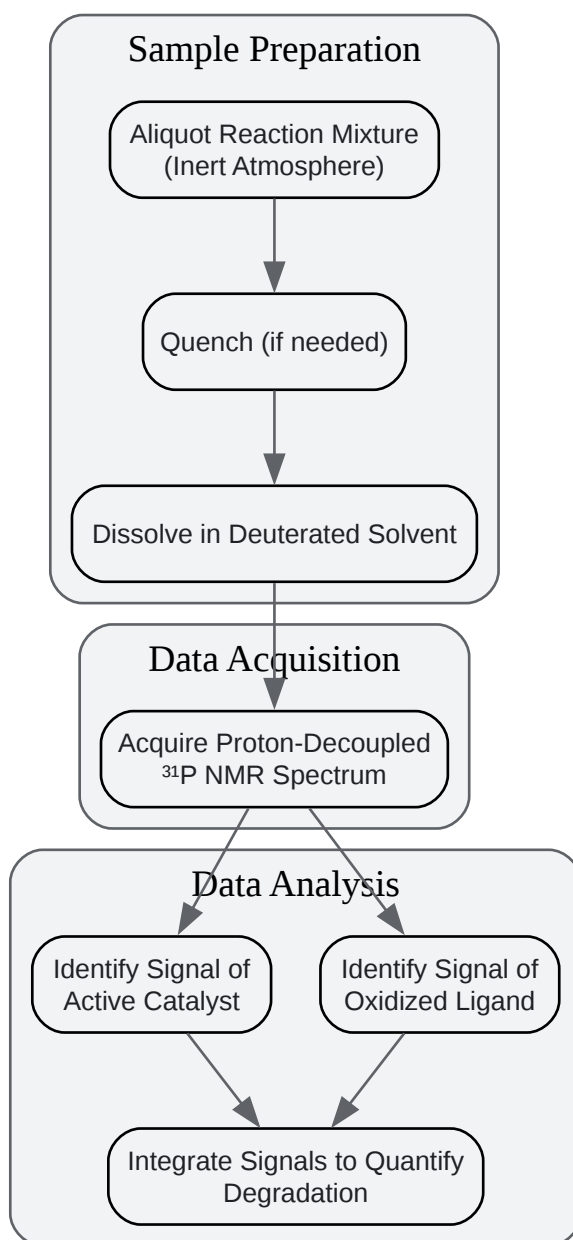 Sample Preparation
Aliquot Reaction Mixture
(Inert Atmosphere)
Quench (if needed)
Dissolve in Deuterated Solvent
Data Acquisition
Acquire Proton-Decoupled
³¹P NMR Spectrum
Data Analysis
Identify Signal of
Active Catalyst
Identify Signal of
Oxidized Ligand
Integrate Signals to Quantify
Degradation